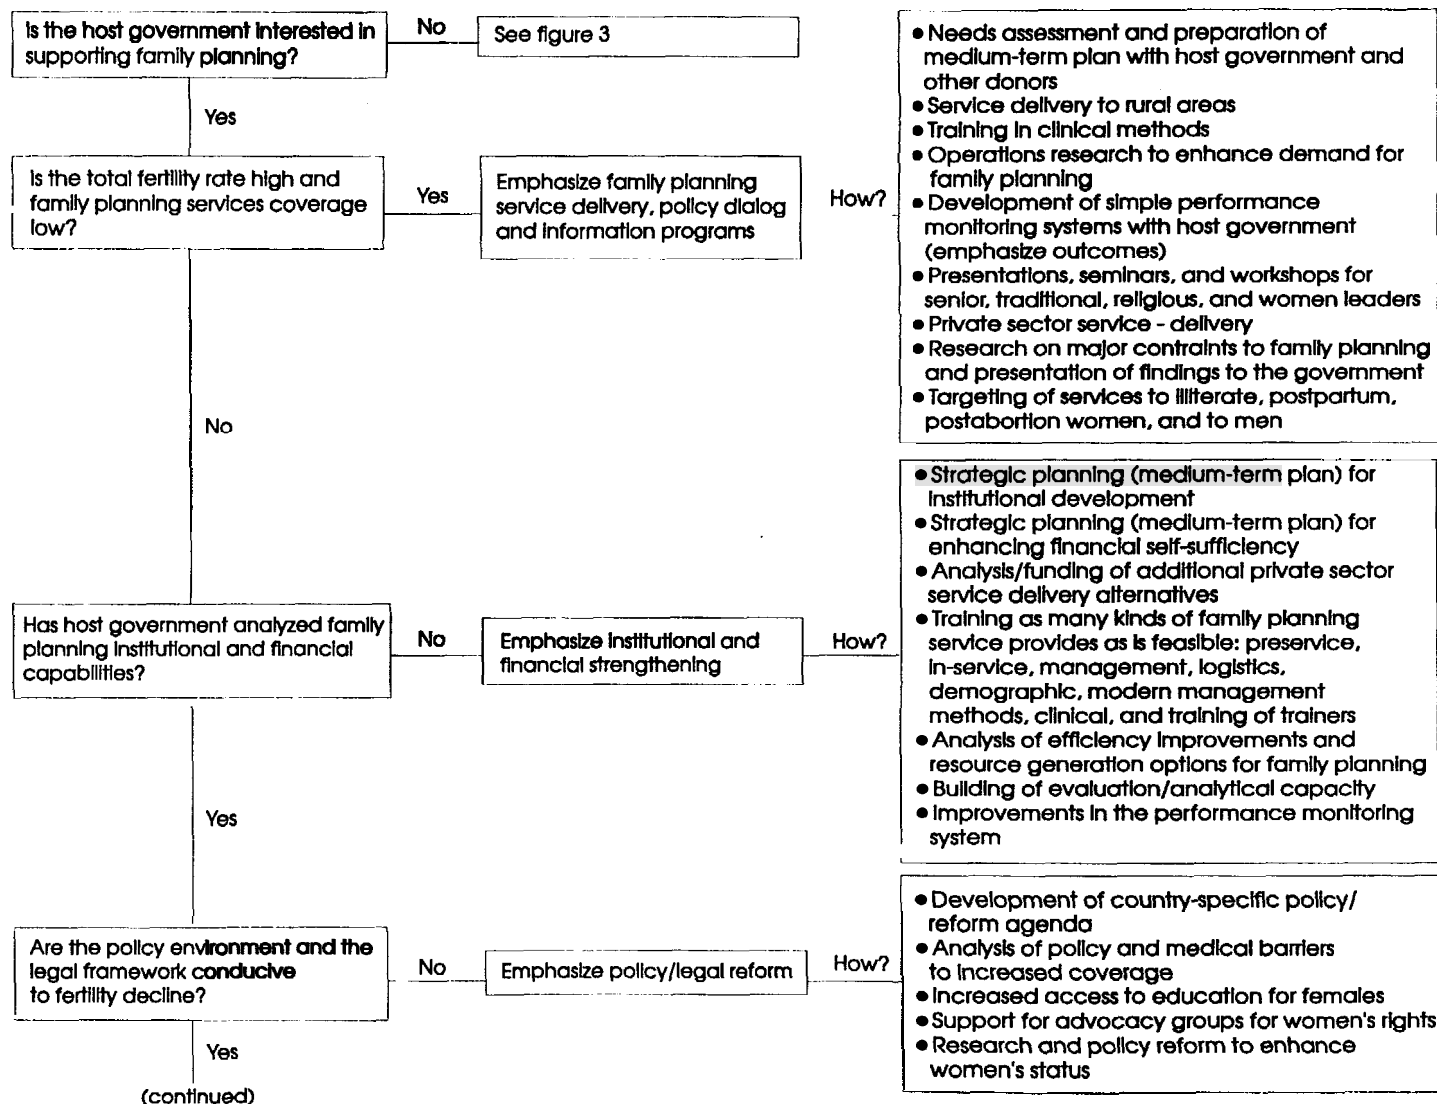 Is the host government interested in
supporting family planning?
No
See figure 3
Yes
Is the total fertility rate high and
family planning services coverage
low?
Yes
Emphasize family planning
service delivery, policy dialog
and information programs
How?
● Needs assessment and preparation of
medium-term plan with host government and
other donors
● Service delivery to rural areas
● Training in clinical methods
● Operations research to enhance demand for
family planning
● Development of simple performance
monitoring systems with host government
(emphasize outcomes)
● Presentations, seminars, and workshops for
senior, traditional, religious, and women leaders
● Private sector service - delivery
● Research on major contraints to family planning
and presentation of findings to the government
● Targeting of services to illiterate, postpartum,
postabortion women, and to men
No
Has host government analyzed family
planning institutional and financial
capabilities?
No
Emphasize institutional and
financial strengthening
How?
● Strategic planning (medium-term plan) for
institutional development
● Strategic planning (medium-term plan) for
enhancing financial self-sufficiency
● Analysis/funding of additional private sector
service delivery alternatives
● Training as many kinds of family planning
service provides as is feasible: preservice,
in-service, management, logistics,
demographic, modern management
methods, clinical, and training of trainers
● Analysis of efficiency improvements and
resource generation options for family planning
● Building of evaluation/analytical capacity
● Improvements in the performance monitoring
system
Yes
Are the policy environment and the
legal framework conducive
to fertility decline?
No
Emphasize policy/legal reform
How?
● Development of country-specific policy/
reform agenda
● Analysis of policy and medical barriers
to increased coverage
● Increased access to education for females
● Support for advocacy groups for women's rights
● Research and policy reform to enhance
women's status
Yes
(continued)